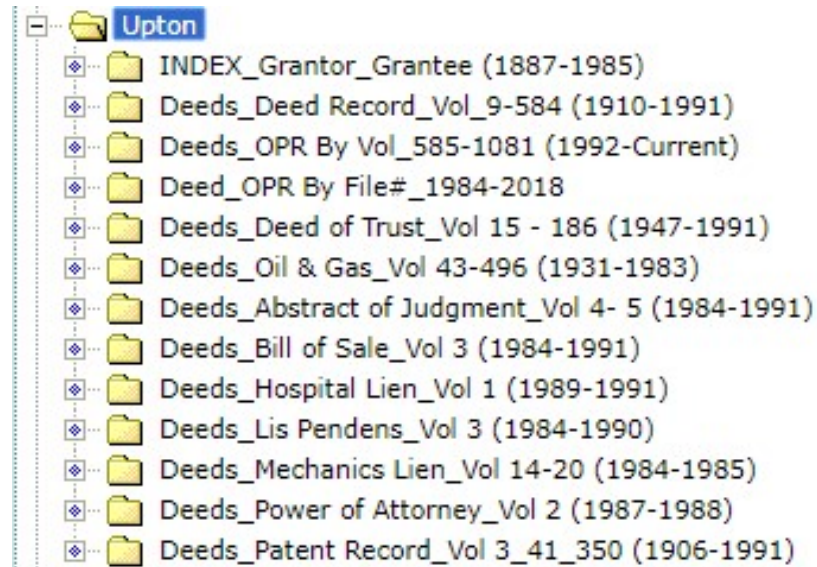 Upton
INDEX_Grantor_Grantee (1887-1985)
Deeds_Deed Record_Vol_9-584 (1910-1991)
Deeds_OPR By Vol_585-1081 (1992-Current)
Deed_OPR By File#_1984-2018
Deeds_Deed of Trust_Vol 15 - 186 (1947-1991)
Deeds_Oil & Gas_Vol 43-496 (1931-1983)
Deeds_Abstract of Judgment_Vol 4- 5 (1984-1991)
Deeds_Bill of Sale_Vol 3 (1984-1991)
Deeds_Hospital Lien_Vol 1 (1989-1991)
Deeds_Lis Pendens_Vol 3 (1984-1990)
Deeds_Mechanics Lien_Vol 14-20 (1984-1985)
Deeds_Power of Attorney_Vol 2 (1987-1988)
Deeds_Patent Record_Vol 3_41_350 (1906-1991)